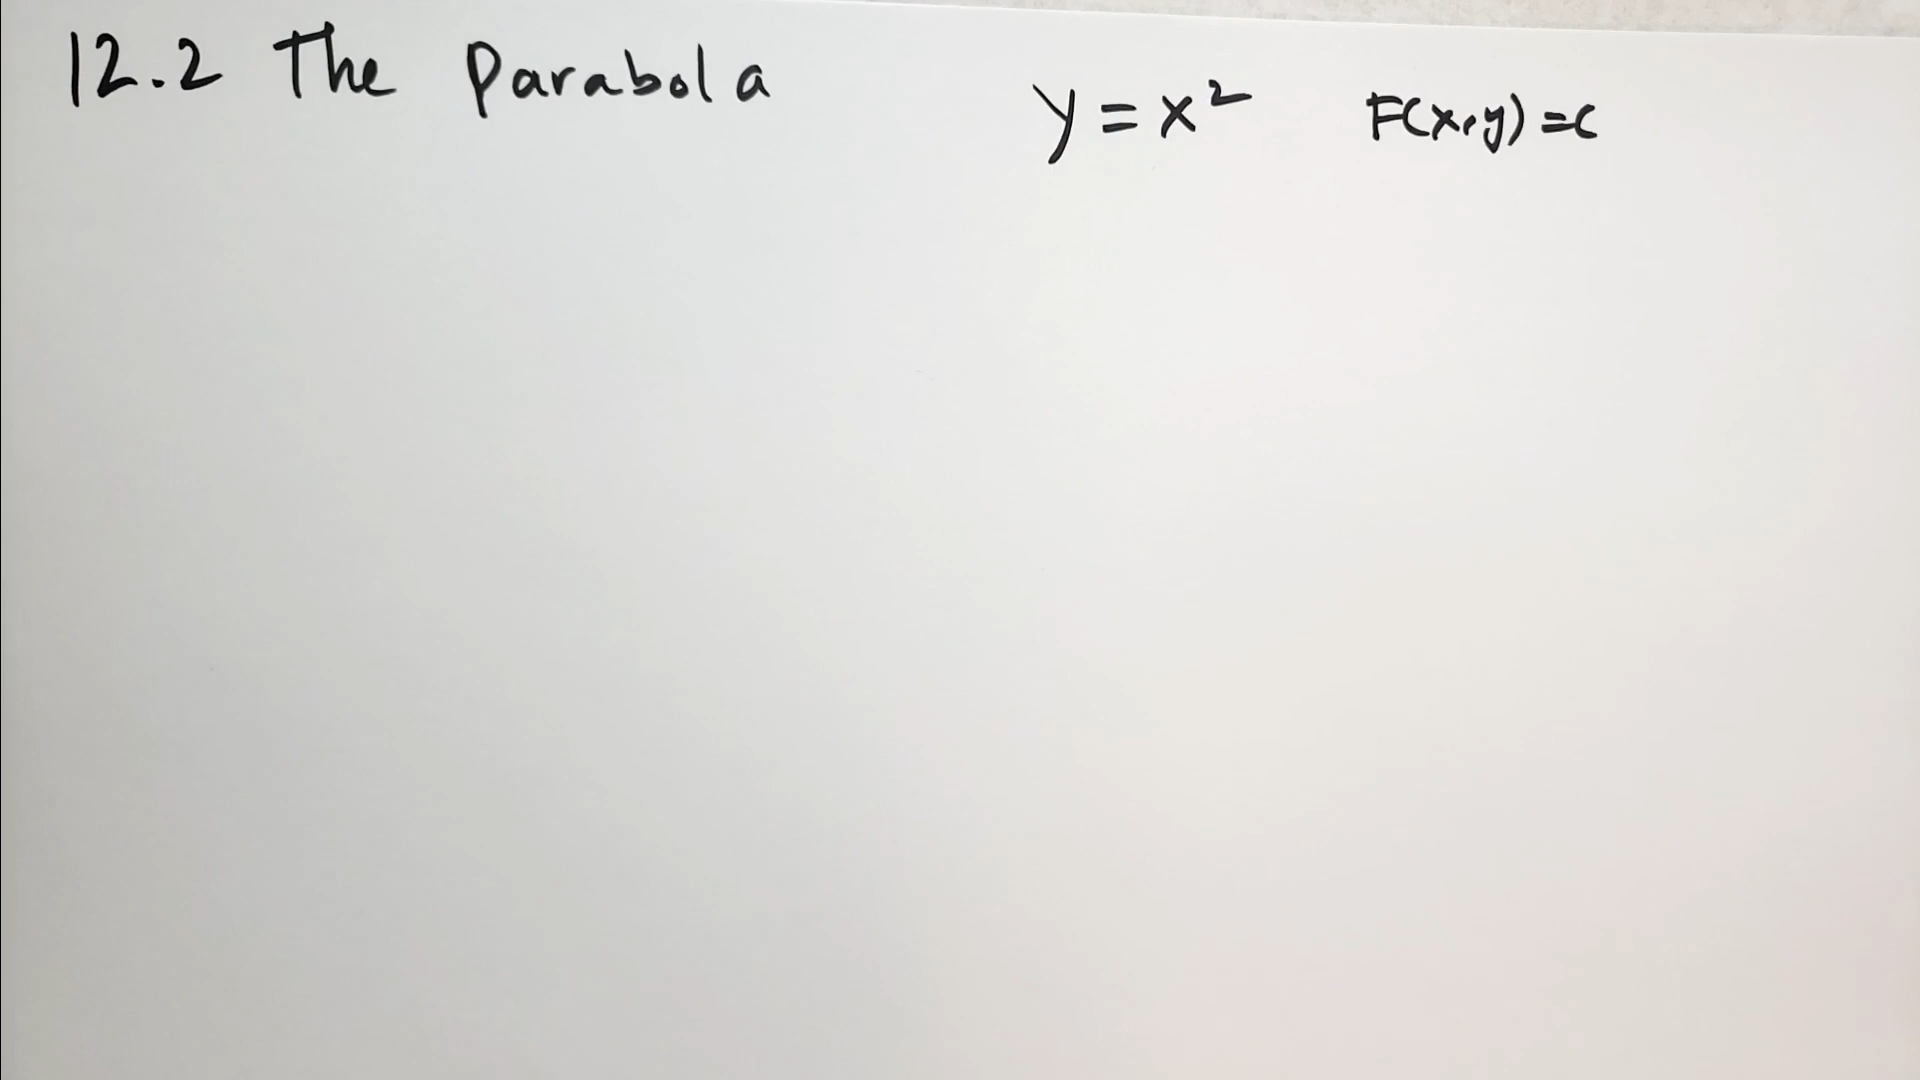 12.2 The Parabola
y = x² F(x,y) = c